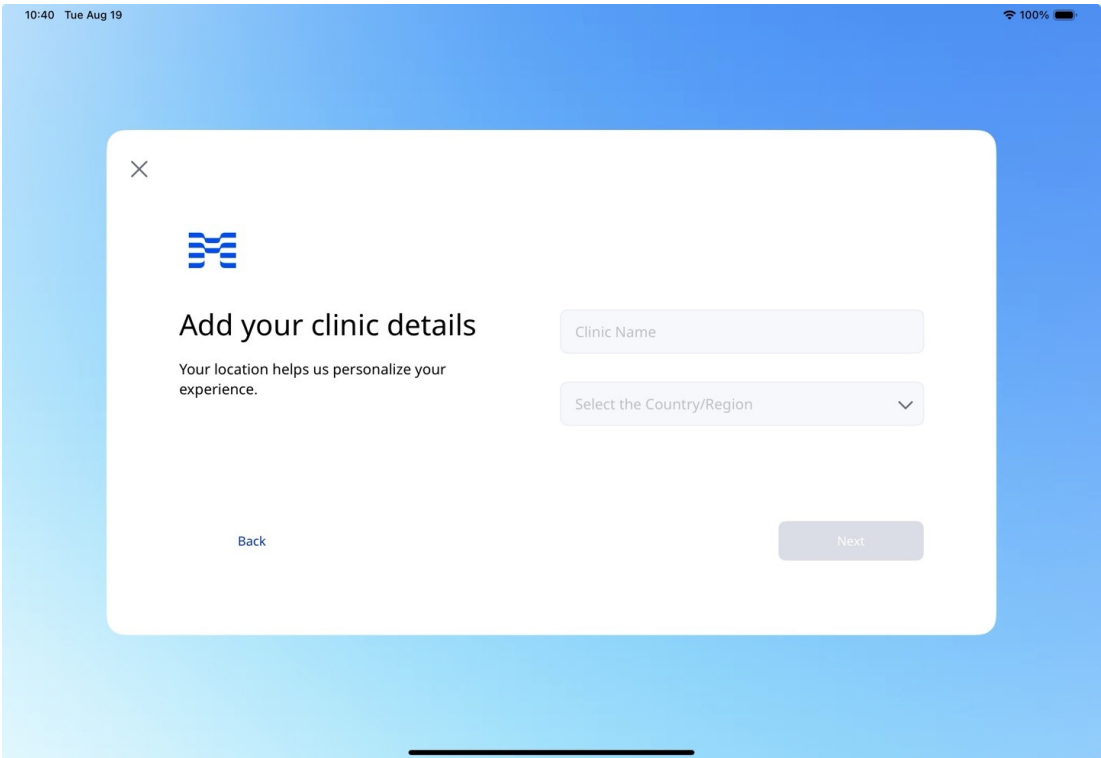 10:40 Tue Aug 19
100%
Add your clinic details
Your location helps us personalize your
experience.
Clinic Name
Select the Country/Region
Back
Next